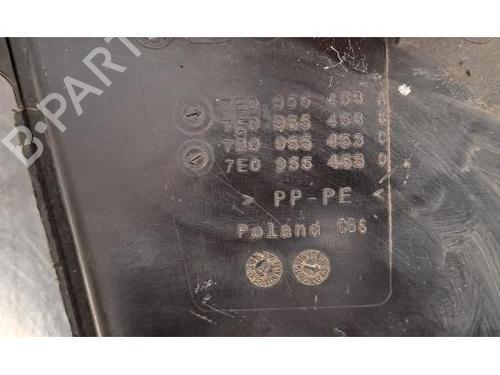 B-PARTS
7E0 955 453 A
7E0 955 453 B
7E0 955 453 C
7E0 955 453 D
> PP-PE <
Poland